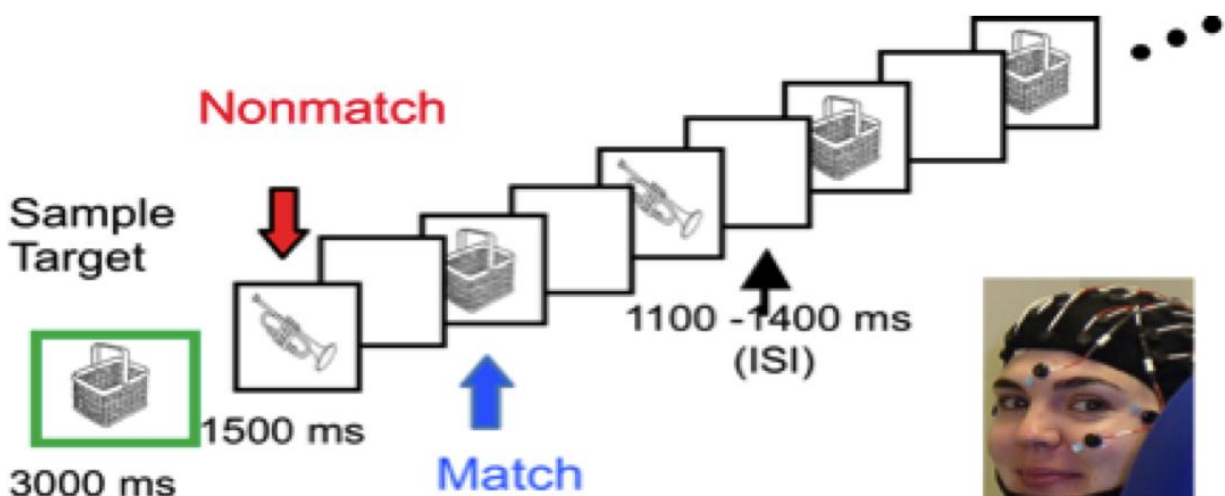 Nonmatch
Sample
Target
1100 -1400 ms
(ISI)
1500 ms
Match
3000 ms